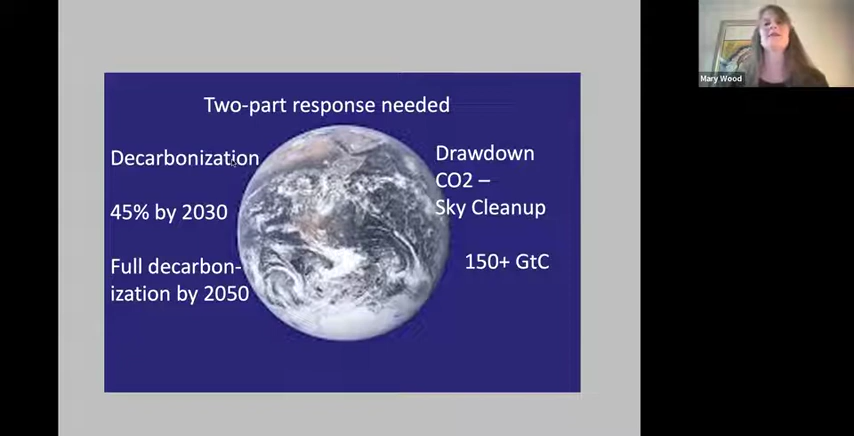 Two-part response needed
Decarbonization
45% by 2030
Full decarbon-
ization by 2050
Drawdown
CO2 –
Sky Cleanup
150+ GtC
Mary Wood